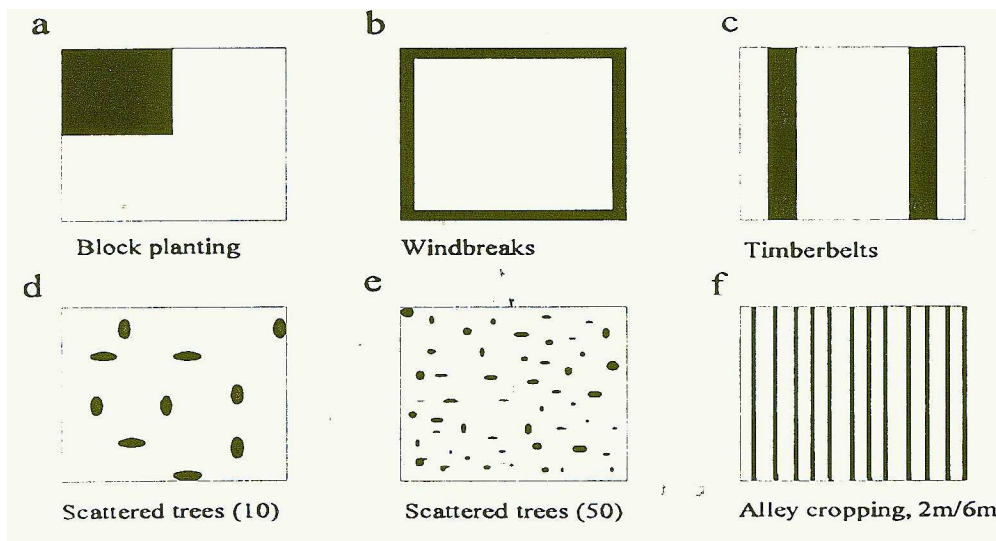 a
b
c
Block planting
Windbreaks
Timberbelts
d
e
f
Scattered trees (10)
Scattered trees (50)
Alley cropping, 2m/6m